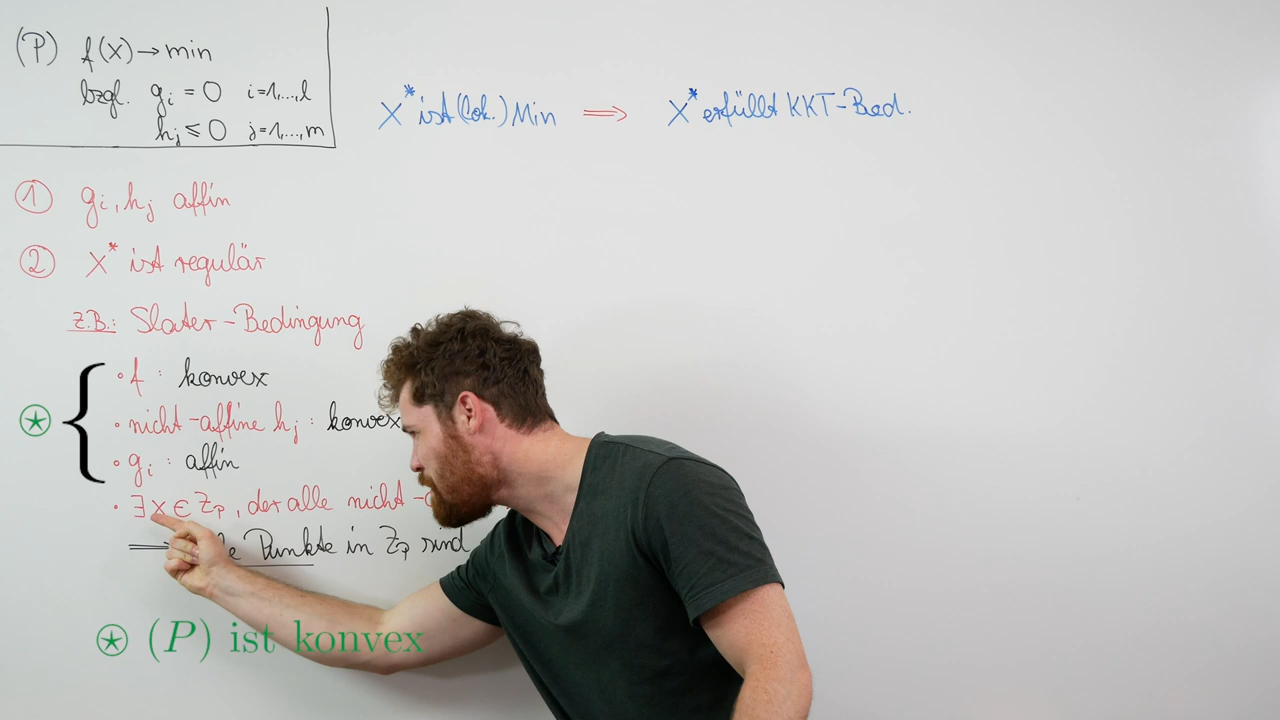 (P) f(x) → min
bzgl. gᵢ = 0 i=1,...,l
hⱼ ≤ 0 j=1,...,m
X* ist (lok.) Min ⟹ X* erfüllt KKT-Bed.
① gᵢ, hⱼ affin
② X* ist regulär
z.B.: Slater-Bedingung
• f : konvex
⍟ { • nicht-affine hⱼ : konvex
• gᵢ : affin
• ∃ x ∈ Z_P, der alle nicht-
⟹ Punkte in Z_P sind
⍟ (P) ist konvex